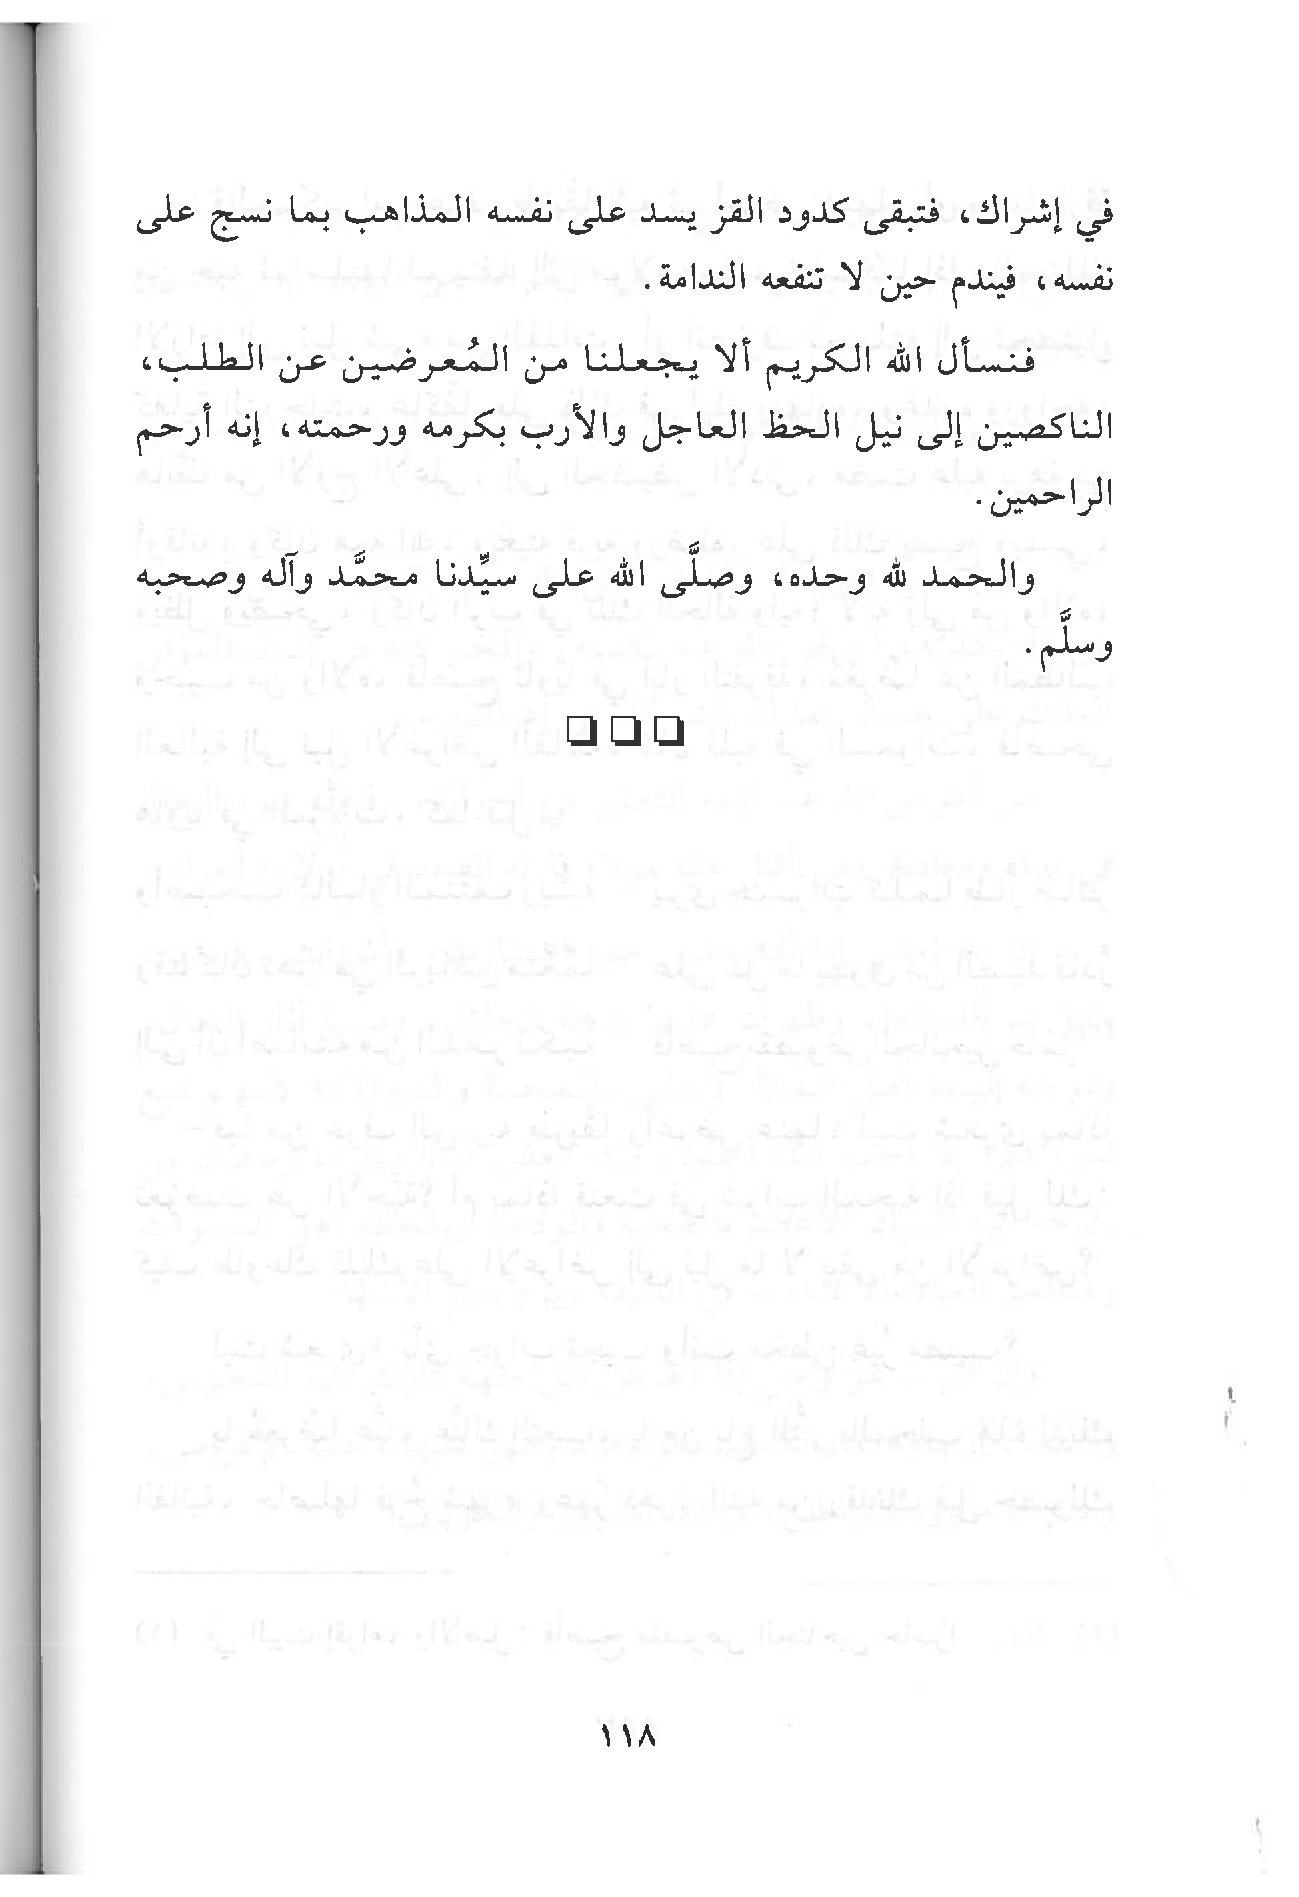 في إشراك، فتبقى كدود القز يسد على نفسه المذاهب بما نسج على
نفسه، فيندم حين لا تنفعه الندامة.
فنسأل الله الكريم ألا يجعلنا من المُعرضين عن الطلب،
الناكصين إلى نيل الحظ العاجل والأرب بكرمه ورحمته، إنه أرحم
الراحمين.
والحمد لله وحده، وصلَّى الله على سيِّدنا محمَّد وآله وصحبه
وسلَّم.
١١٨